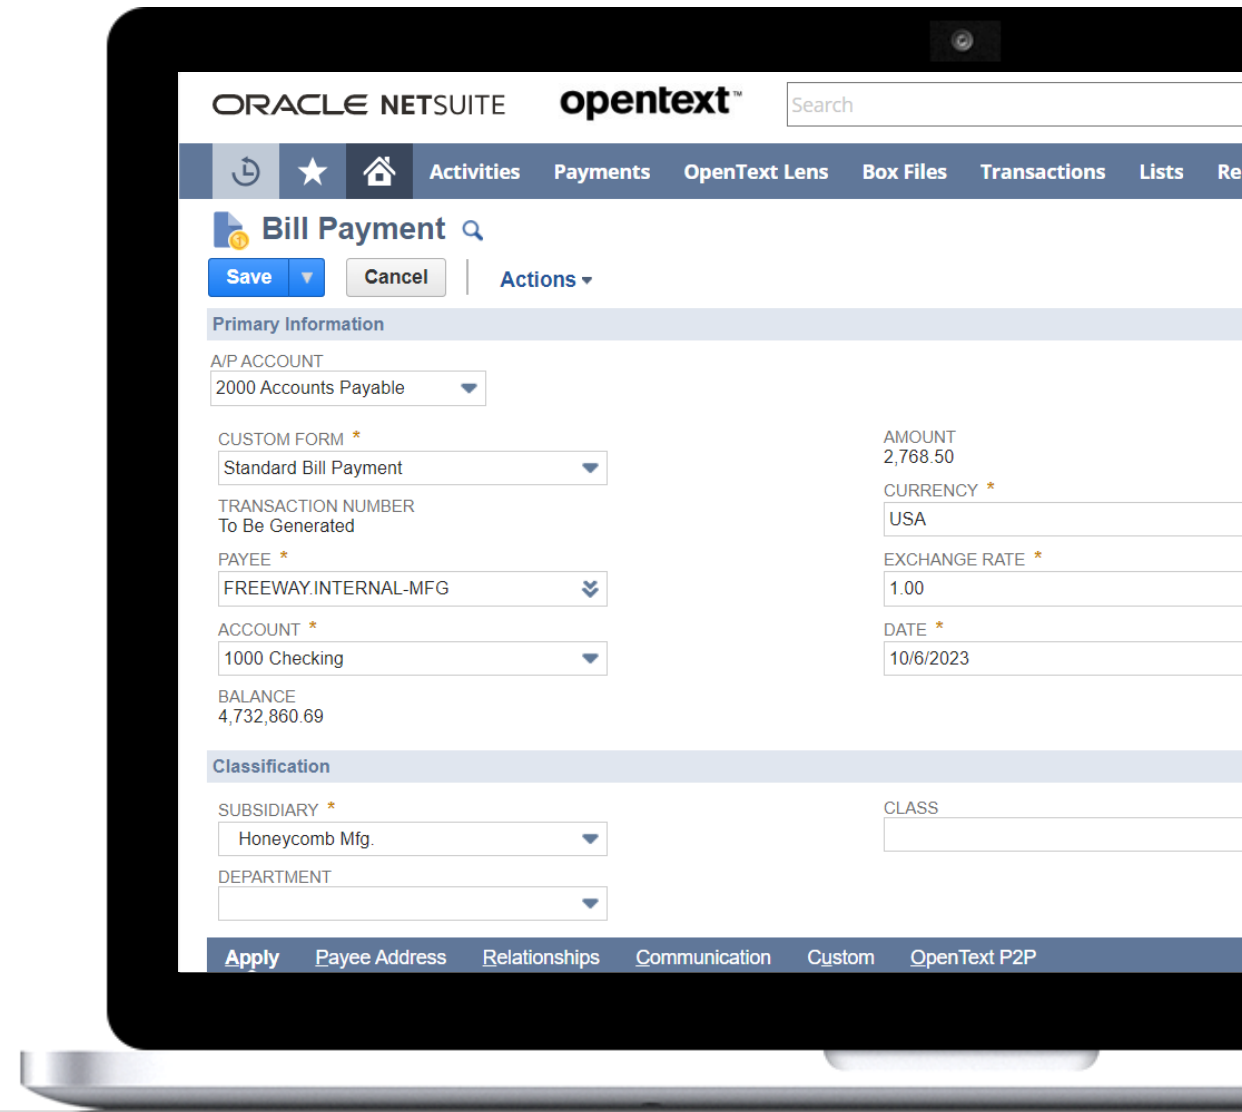 ORACLE NETSUITE opentext™ Search
Activities Payments OpenText Lens Box Files Transactions Lists Re
Bill Payment
Save Cancel Actions
Primary Information
A/P ACCOUNT
2000 Accounts Payable
CUSTOM FORM *
Standard Bill Payment
TRANSACTION NUMBER
To Be Generated
PAYEE *
FREEWAY.INTERNAL-MFG
ACCOUNT *
1000 Checking
BALANCE
4,732,860.69
AMOUNT
2,768.50
CURRENCY *
USA
EXCHANGE RATE *
1.00
DATE *
10/6/2023
Classification
SUBSIDIARY *
Honeycomb Mfg.
DEPARTMENT
CLASS
Apply Payee Address Relationships Communication Custom OpenText P2P